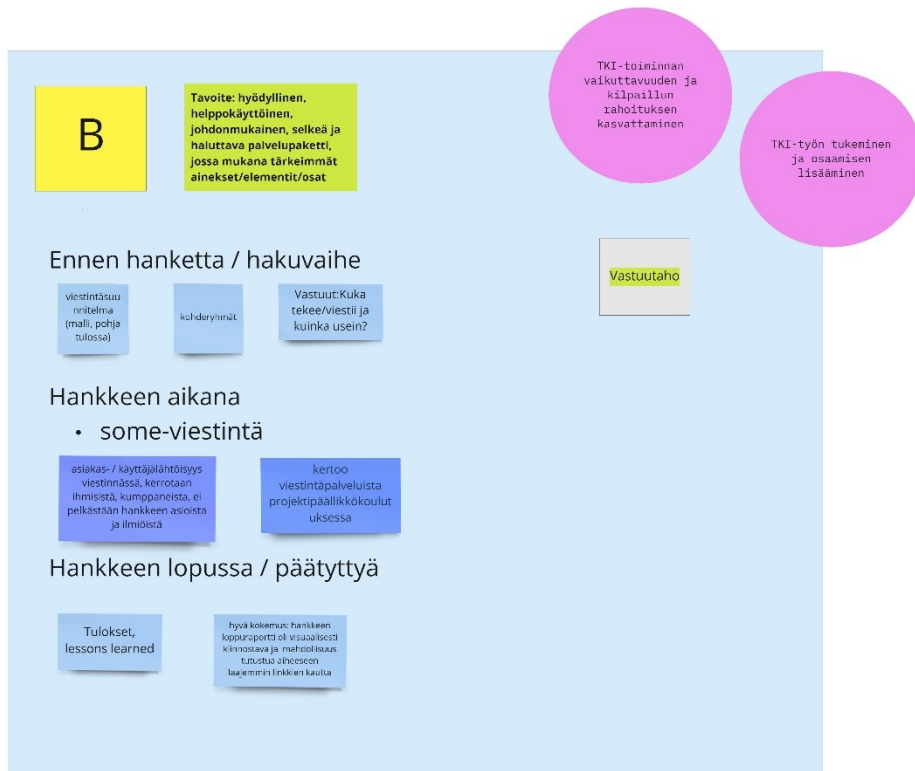 B
Tavoite: hyödyllinen,
helppokäyttöinen,
johdonmukainen, selkeä ja
haluttava palvelupaketti,
jossa mukana tärkeimmät
ainekset/elementit/osat
TKI-toiminnan
vaikuttavuuden ja
kilpaillun
rahoituksen
kasvattaminen
TKI-työn tukeminen
ja osaamisen
lisääminen
Ennen hanketta / hakuvaihe
Vastuutaho
viestintäsuu
nnitelma
(malli, pohja
tulossa)
kohderyhmät
Vastuut:Kuka
tekee/viestii ja
kuinka usein?
Hankkeen aikana
• some-viestintä
asiakas- / käyttäjälähtöisyys
viestinnässä, kerrotaan
ihmisistä, kumppaneista, ei
pelkästään hankkeen asioista
ja ilmiöistä
kertoo
viestintäpalveluista
projektipäällikkökoulut
uksessa
Hankkeen lopussa / päätyttyä
Tulokset,
lessons learned
hyvä kokemus: hankkeen
loppuraportti oli visuaalisesti
kiinnostava ja mahdollisuus
tutustua aiheeseen
laajemmin linkkien kautta